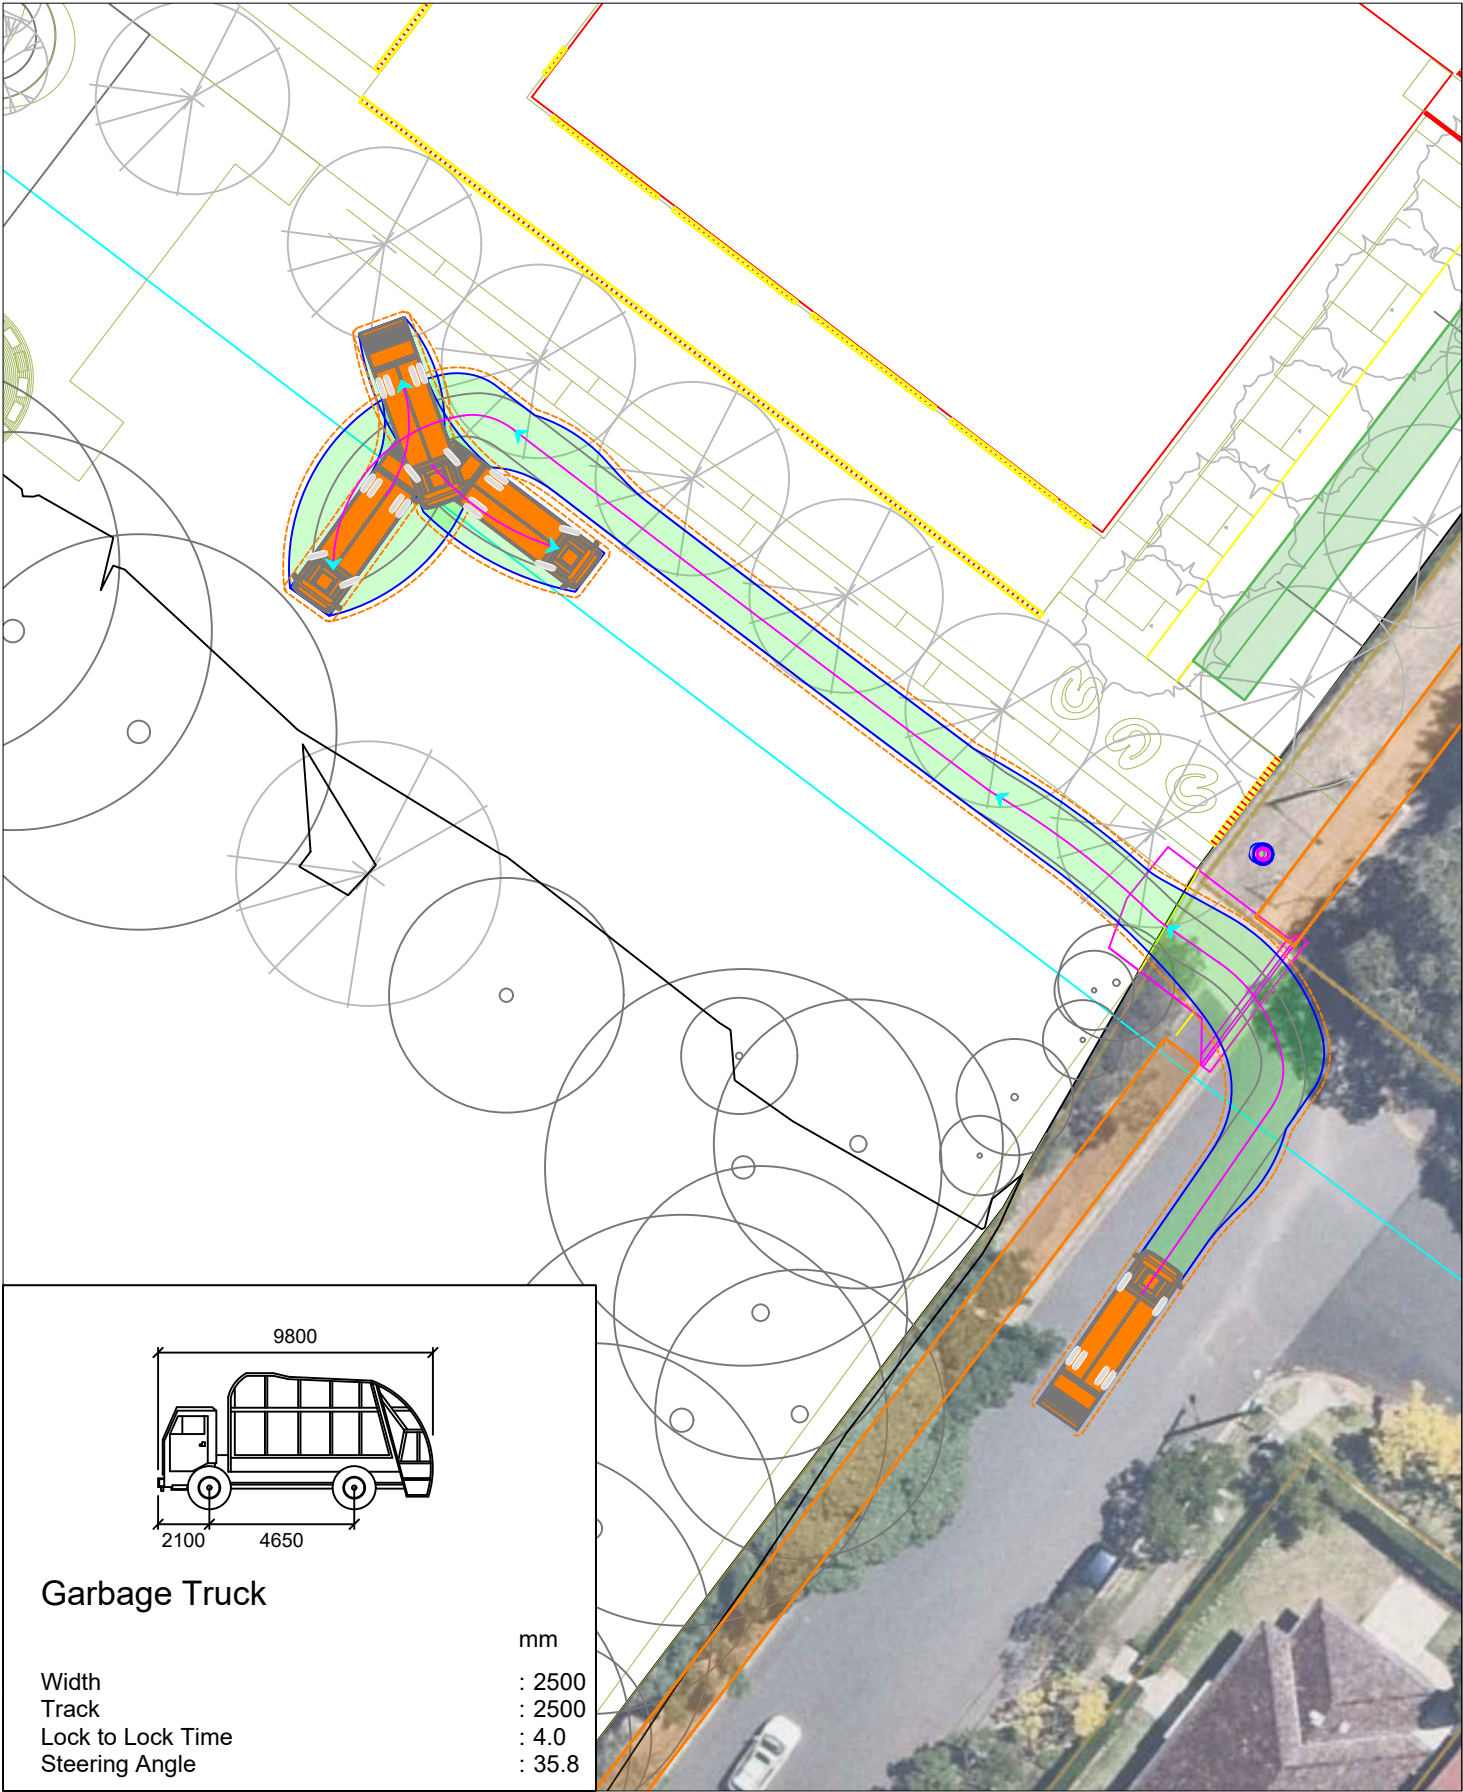 9800
2100 4650
Garbage Truck
mm
Width : 2500
Track : 2500
Lock to Lock Time : 4.0
Steering Angle : 35.8